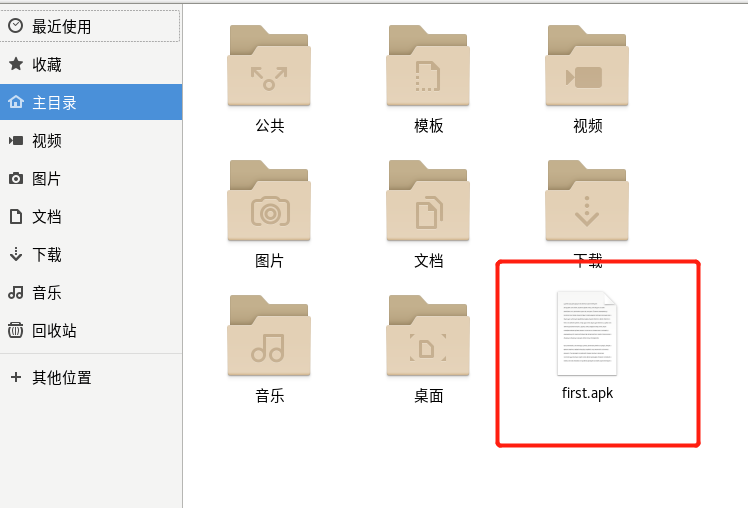 最近使用
收藏
主目录
视频
图片
文档
下载
音乐
回收站
其他位置
公共
模板
视频
图片
文档
下载
音乐
桌面
first.apk